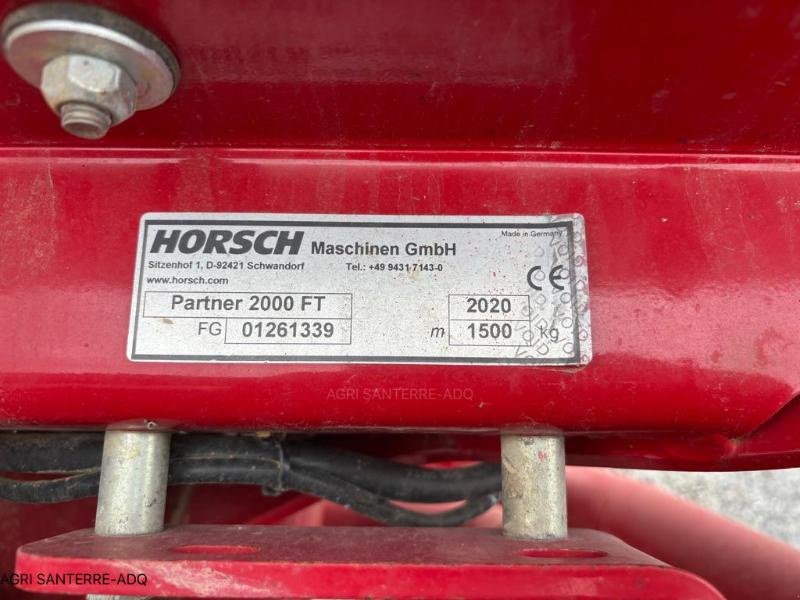 HORSCH Maschinen GmbH
Made in Germany
Sitzenhof 1, D-92421 Schwandorf Tel.: +49 9431 7143-0
www.horsch.com
CE
Partner 2000 FT 2020
FG 01261339 m 1500 kg
VOID
AGRI SANTERRE-ADQ
AGRI SANTERRE-ADQ